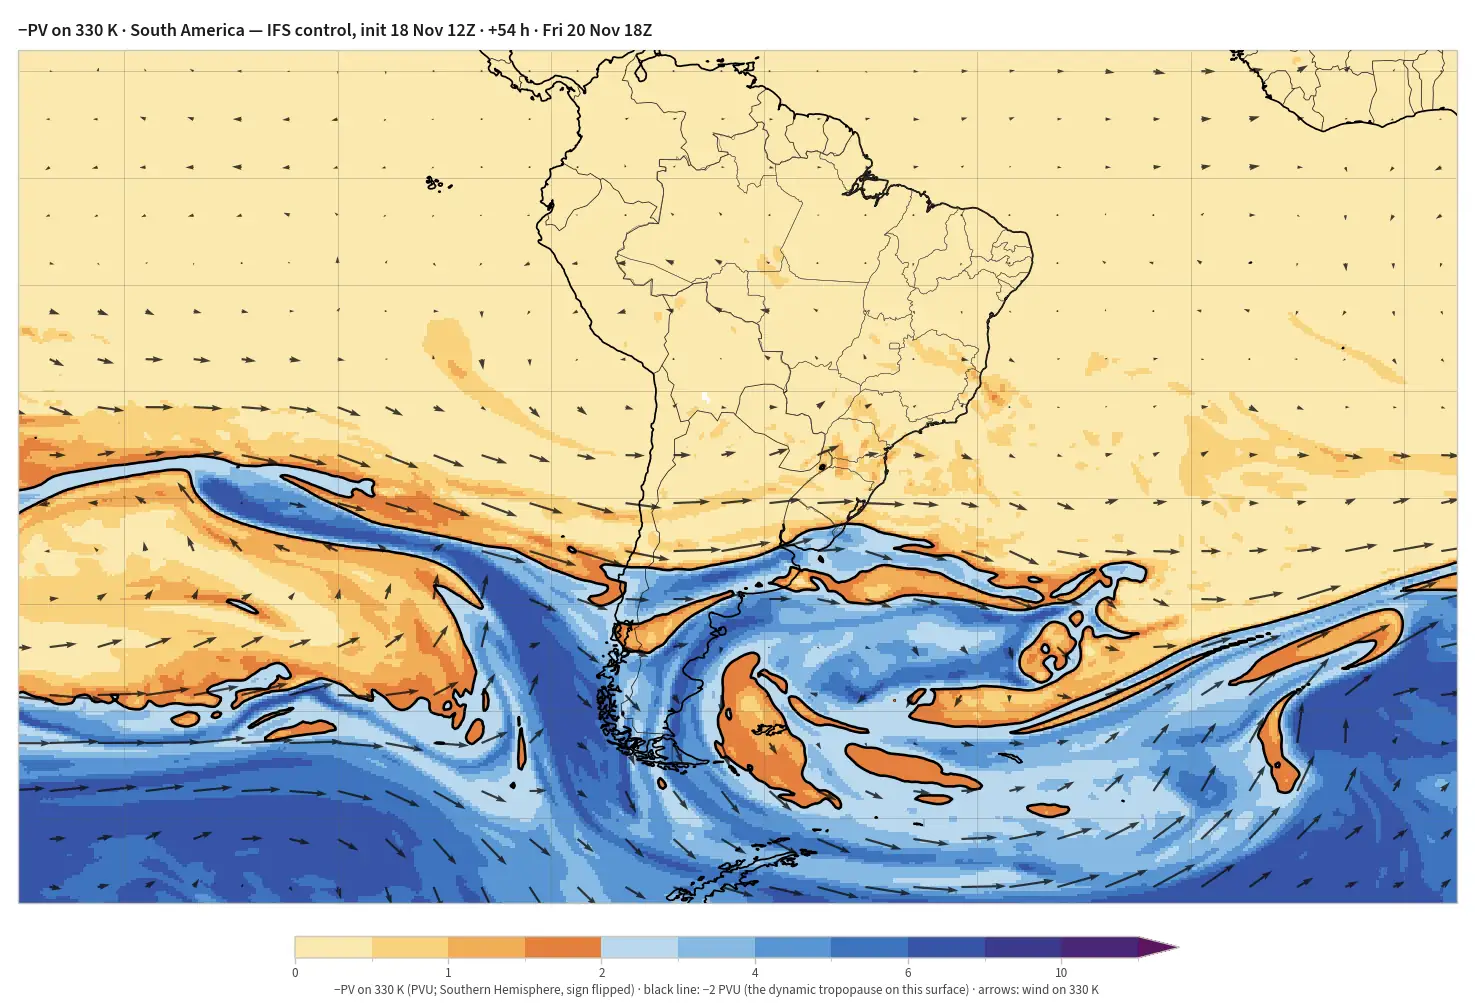 −PV on 330 K · South America — IFS control, init 18 Nov 12Z · +54 h · Fri 20 Nov 18Z
0 1 2 4 6 10
−PV on 330 K (PVU; Southern Hemisphere, sign flipped) · black line: −2 PVU (the dynamic tropopause on this surface) · arrows: wind on 330 K